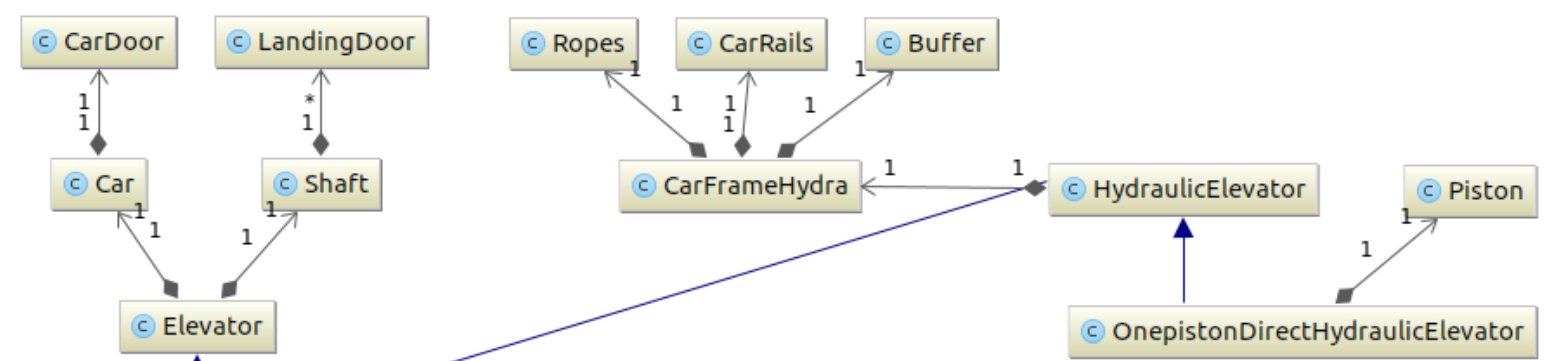 C CarDoor
C LandingDoor
C Ropes
C CarRails
C Buffer
1
1
1
*
1
1
1
1
1
1
1
C Car
C Shaft
C CarFrameHydra
1
1
C HydraulicElevator
C Piston
1
1
1
1
1
1
C Elevator
C OnepistonDirectHydraulicElevator